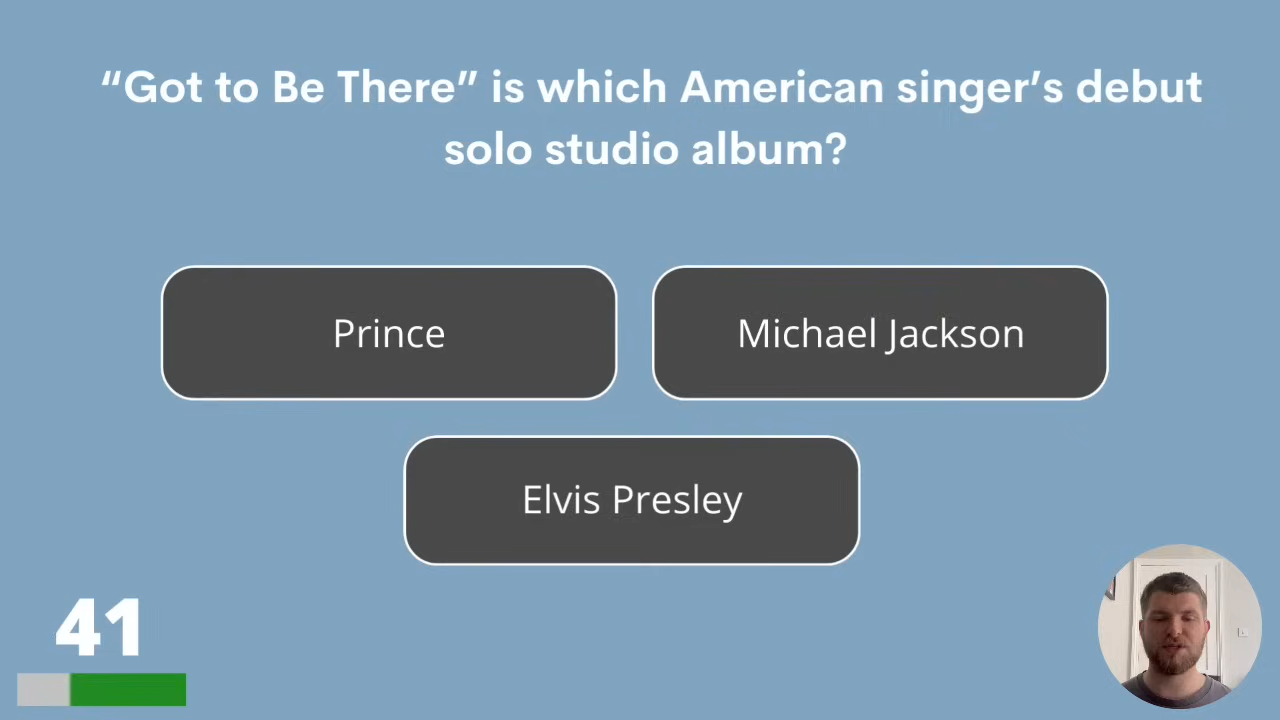 “Got to Be There” is which American singer’s debut
solo studio album?
Prince
Michael Jackson
Elvis Presley
41